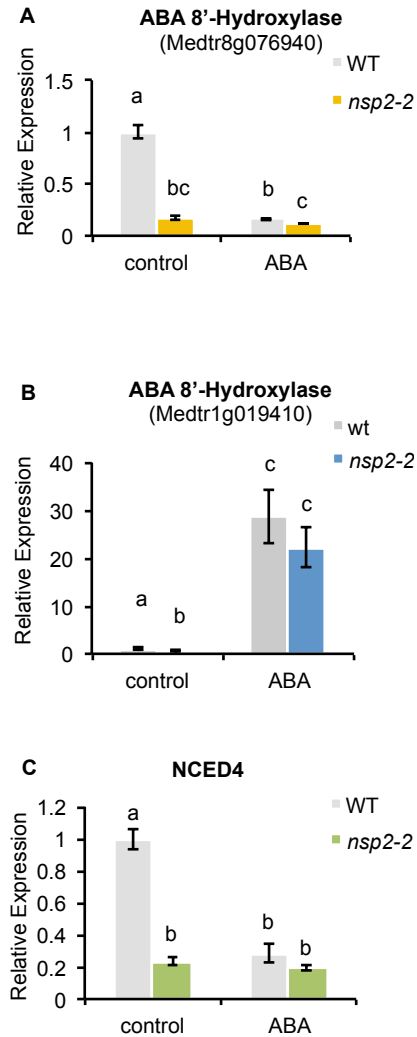 A
ABA 8’-Hydroxylase
(Medtr8g076940)
WT
nsp2-2
Relative Expression
1.5
1
0.5
0
a
bc
b
c
control
ABA
B
ABA 8’-Hydroxylase
(Medtr1g019410)
wt
nsp2-2
Relative Expression
40
30
20
10
0
a
b
c
c
control
ABA
C
NCED4
WT
nsp2-2
Relative Expression
1.2
1
0.8
0.6
0.4
0.2
0
a
b
b
b
control
ABA